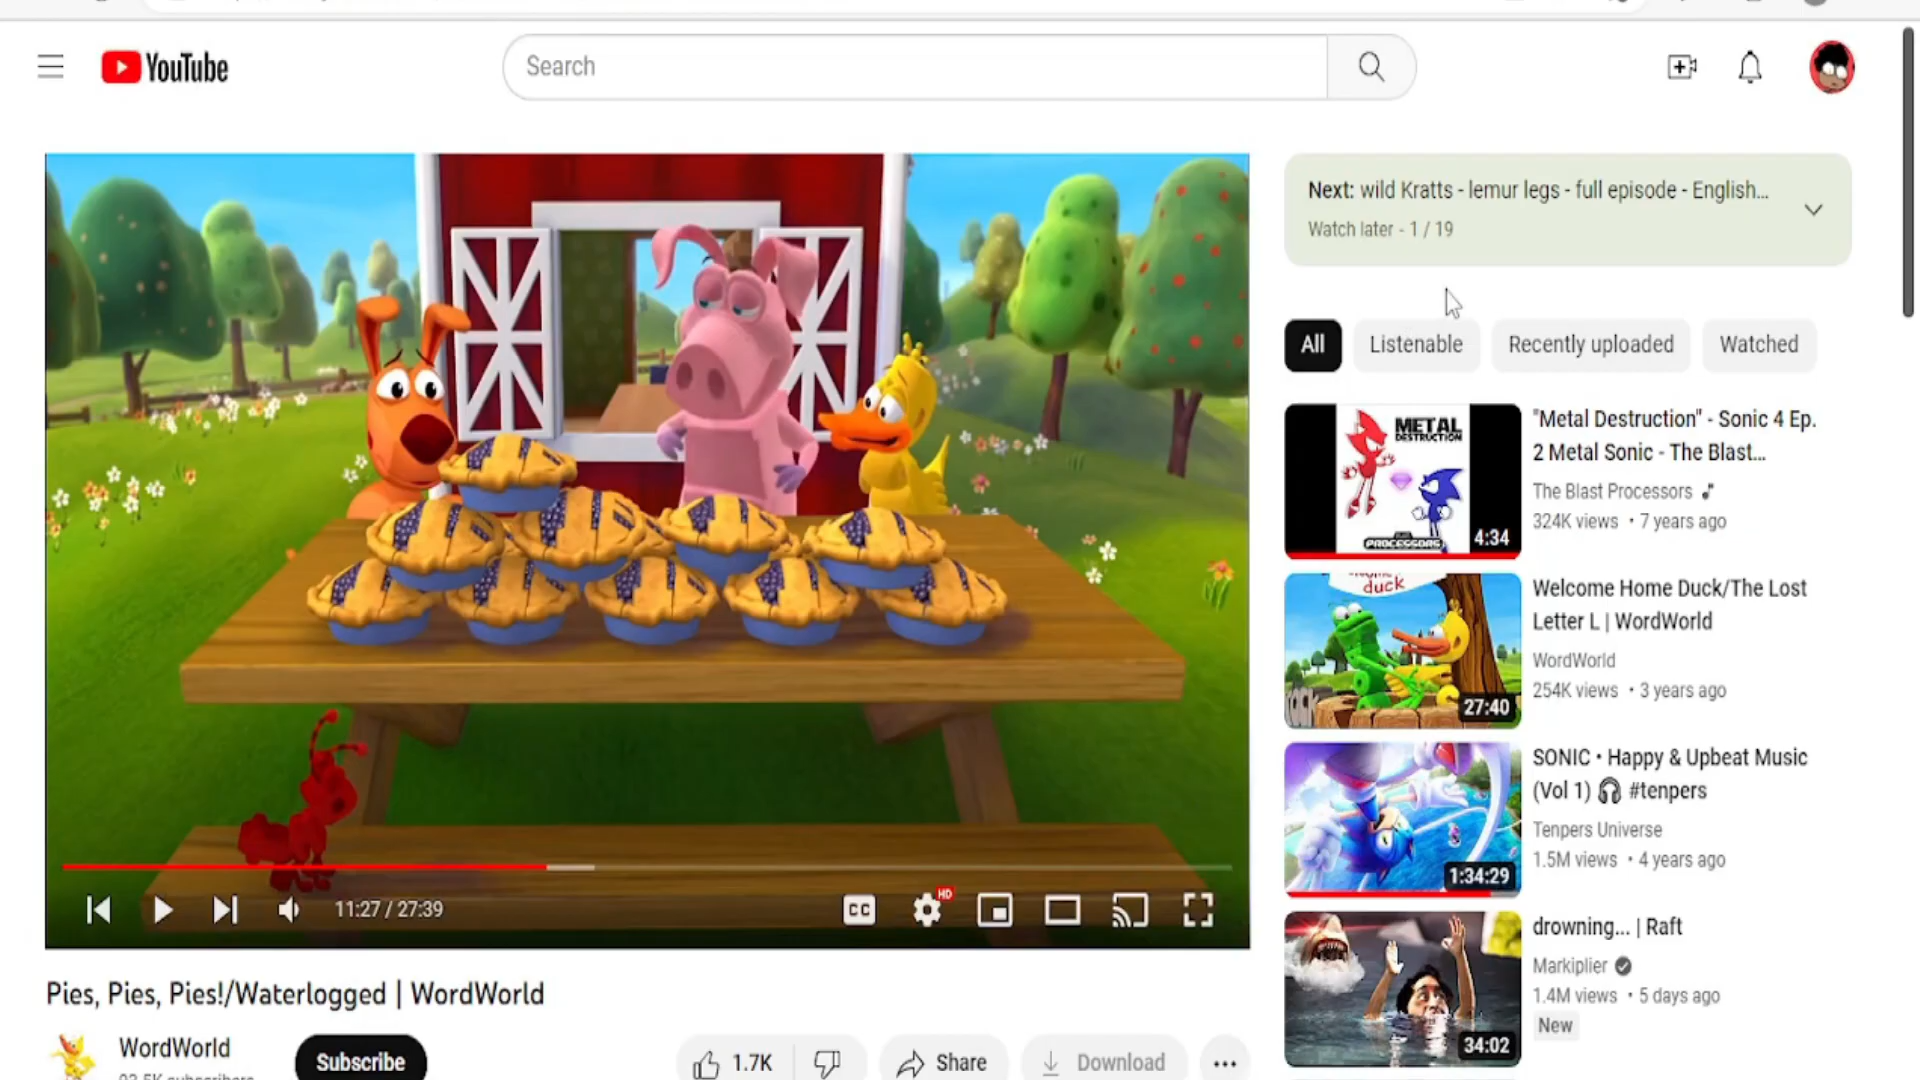 YouTube
Search
Next: wild Kratts - lemur legs - full episode - English...
Watch later - 1 / 19
All
Listenable
Recently uploaded
Watched
METAL
DESTRUCTION
PROCESSORS
4:34
"Metal Destruction" - Sonic 4 Ep.
2 Metal Sonic - The Blast...
The Blast Processors
324K views • 7 years ago
duck
27:40
Welcome Home Duck/The Lost
Letter L | WordWorld
WordWorld
254K views • 3 years ago
1:34:29
SONIC • Happy & Upbeat Music
(Vol 1) 🎧 #tenpers
Tenpers Universe
1.5M views • 4 years ago
34:02
drowning... | Raft
Markiplier
1.4M views • 5 days ago
New
11:27 / 27:39
CC
HD
Pies, Pies, Pies!/Waterlogged | WordWorld
WordWorld
Subscribe
1.7K
Share
Download